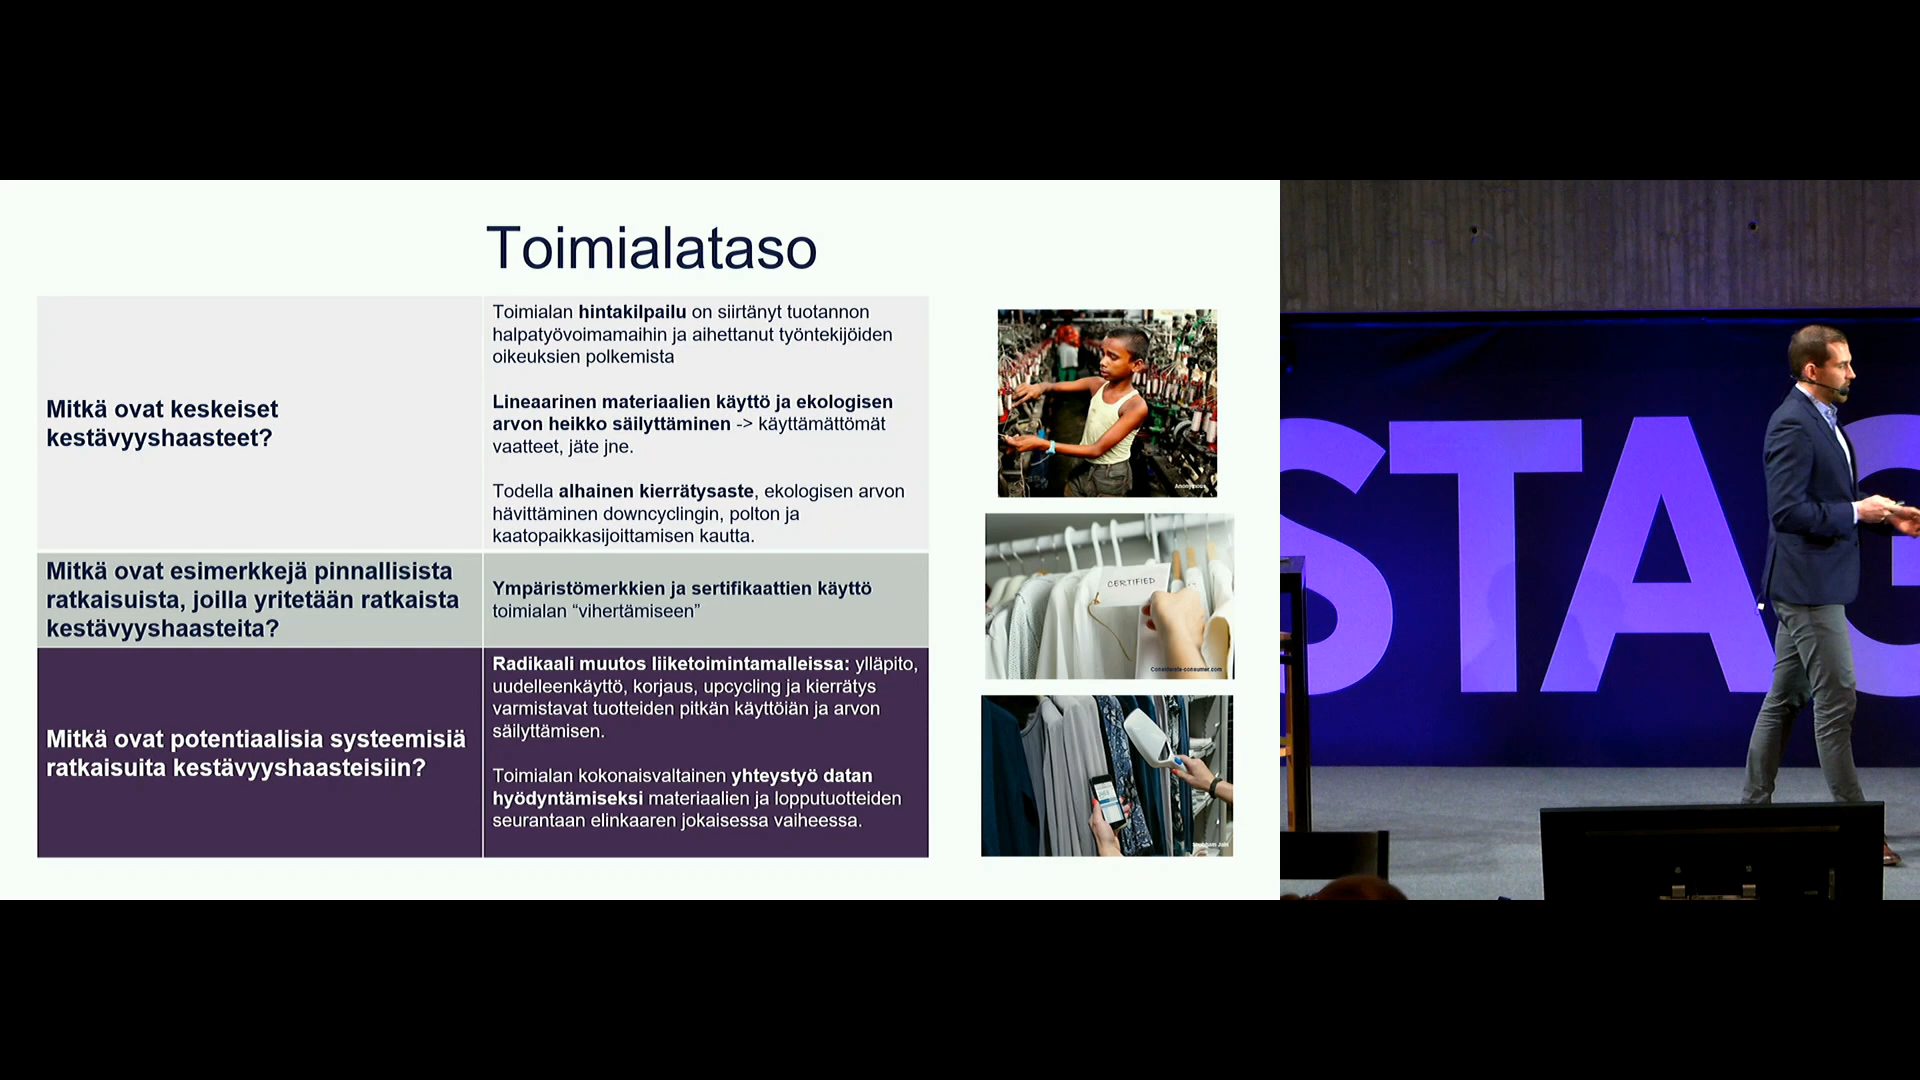 Toimialataso
Mitkä ovat keskeiset
kestävyyshaasteet?
Toimialan hintakilpailu on siirtänyt tuotannon
halpatyövoimamaihin ja aihettanut työntekijöiden
oikeuksien polkemista
Lineaarinen materiaalien käyttö ja ekologisen
arvon heikko säilyttäminen -> käyttämättömät
vaatteet, jäte jne.
Todella alhainen kierrätysaste, ekologisen arvon
hävittäminen downcyclingin, polton ja
kaatopaikkasijoittamisen kautta.
Mitkä ovat esimerkkejä pinnallisista
ratkaisuista, joilla yritetään ratkaista
kestävyyshaasteita?
Ympäristömerkkien ja sertifikaattien käyttö
toimialan “vihertämiseen”
Mitkä ovat potentiaalisia systeemisiä
ratkaisuita kestävyyshaasteisiin?
Radikaali muutos liiketoimintamalleissa: ylläpito,
uudelleenkäyttö, korjaus, upcycling ja kierrätys
varmistavat tuotteiden pitkän käyttöiän ja arvon
säilyttämisen.
Toimialan kokonaisvaltainen yhteystyö datan
hyödyntämiseksi materiaalien ja lopputuotteiden
seurantaan elinkaaren jokaisessa vaiheessa.
Anonymous
CERTIFIED
STAG